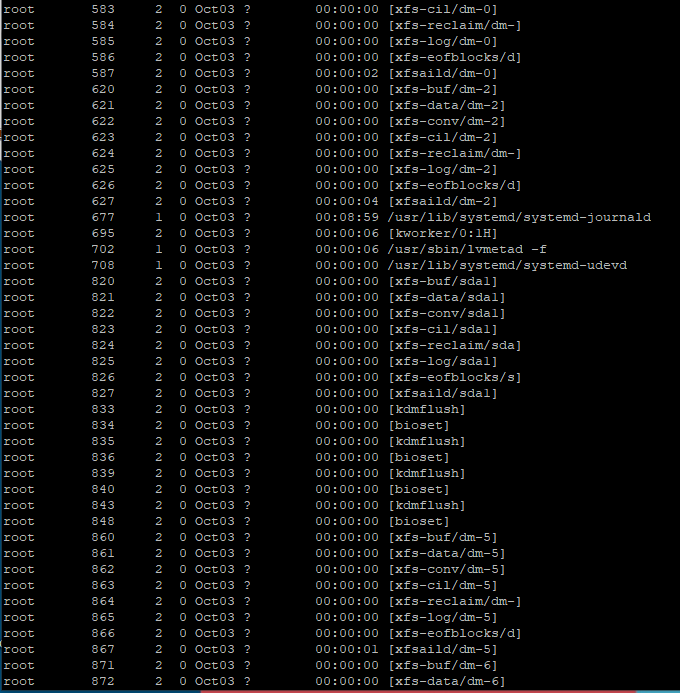 root 583 2 0 Oct03 ? 00:00:00 [xfs-cil/dm-0]
root 584 2 0 Oct03 ? 00:00:00 [xfs-reclaim/dm-]
root 585 2 0 Oct03 ? 00:00:00 [xfs-log/dm-0]
root 586 2 0 Oct03 ? 00:00:00 [xfs-eofblocks/d]
root 587 2 0 Oct03 ? 00:00:02 [xfsaild/dm-0]
root 620 2 0 Oct03 ? 00:00:00 [xfs-buf/dm-2]
root 621 2 0 Oct03 ? 00:00:00 [xfs-data/dm-2]
root 622 2 0 Oct03 ? 00:00:00 [xfs-conv/dm-2]
root 623 2 0 Oct03 ? 00:00:00 [xfs-cil/dm-2]
root 624 2 0 Oct03 ? 00:00:00 [xfs-reclaim/dm-]
root 625 2 0 Oct03 ? 00:00:00 [xfs-log/dm-2]
root 626 2 0 Oct03 ? 00:00:00 [xfs-eofblocks/d]
root 627 2 0 Oct03 ? 00:00:04 [xfsaild/dm-2]
root 677 1 0 Oct03 ? 00:08:59 /usr/lib/systemd/systemd-journald
root 695 2 0 Oct03 ? 00:00:06 [kworker/0:1H]
root 702 1 0 Oct03 ? 00:00:06 /usr/sbin/lvmetad -f
root 708 1 0 Oct03 ? 00:00:00 /usr/lib/systemd/systemd-udevd
root 820 2 0 Oct03 ? 00:00:00 [xfs-buf/sda1]
root 821 2 0 Oct03 ? 00:00:00 [xfs-data/sda1]
root 822 2 0 Oct03 ? 00:00:00 [xfs-conv/sda1]
root 823 2 0 Oct03 ? 00:00:00 [xfs-cil/sda1]
root 824 2 0 Oct03 ? 00:00:00 [xfs-reclaim/sda]
root 825 2 0 Oct03 ? 00:00:00 [xfs-log/sda1]
root 826 2 0 Oct03 ? 00:00:00 [xfs-eofblocks/s]
root 827 2 0 Oct03 ? 00:00:00 [xfsaild/sda1]
root 833 2 0 Oct03 ? 00:00:00 [kdmflush]
root 834 2 0 Oct03 ? 00:00:00 [bioset]
root 835 2 0 Oct03 ? 00:00:00 [kdmflush]
root 836 2 0 Oct03 ? 00:00:00 [bioset]
root 839 2 0 Oct03 ? 00:00:00 [kdmflush]
root 840 2 0 Oct03 ? 00:00:00 [bioset]
root 843 2 0 Oct03 ? 00:00:00 [kdmflush]
root 848 2 0 Oct03 ? 00:00:00 [bioset]
root 860 2 0 Oct03 ? 00:00:00 [xfs-buf/dm-5]
root 861 2 0 Oct03 ? 00:00:00 [xfs-data/dm-5]
root 862 2 0 Oct03 ? 00:00:00 [xfs-conv/dm-5]
root 863 2 0 Oct03 ? 00:00:00 [xfs-cil/dm-5]
root 864 2 0 Oct03 ? 00:00:00 [xfs-reclaim/dm-]
root 865 2 0 Oct03 ? 00:00:00 [xfs-log/dm-5]
root 866 2 0 Oct03 ? 00:00:00 [xfs-eofblocks/d]
root 867 2 0 Oct03 ? 00:00:01 [xfsaild/dm-5]
root 871 2 0 Oct03 ? 00:00:00 [xfs-buf/dm-6]
root 872 2 0 Oct03 ? 00:00:00 [xfs-data/dm-6]